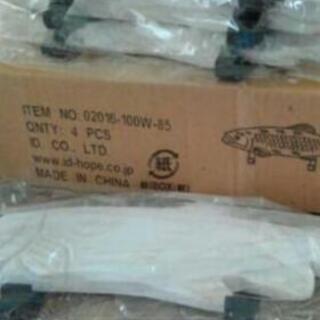 ITEM NO: 02016-100W-85
QNTY: 4 PCS
ID. CO., LTD.
www.id-hope.co.jp
MADE IN CHINA
紙